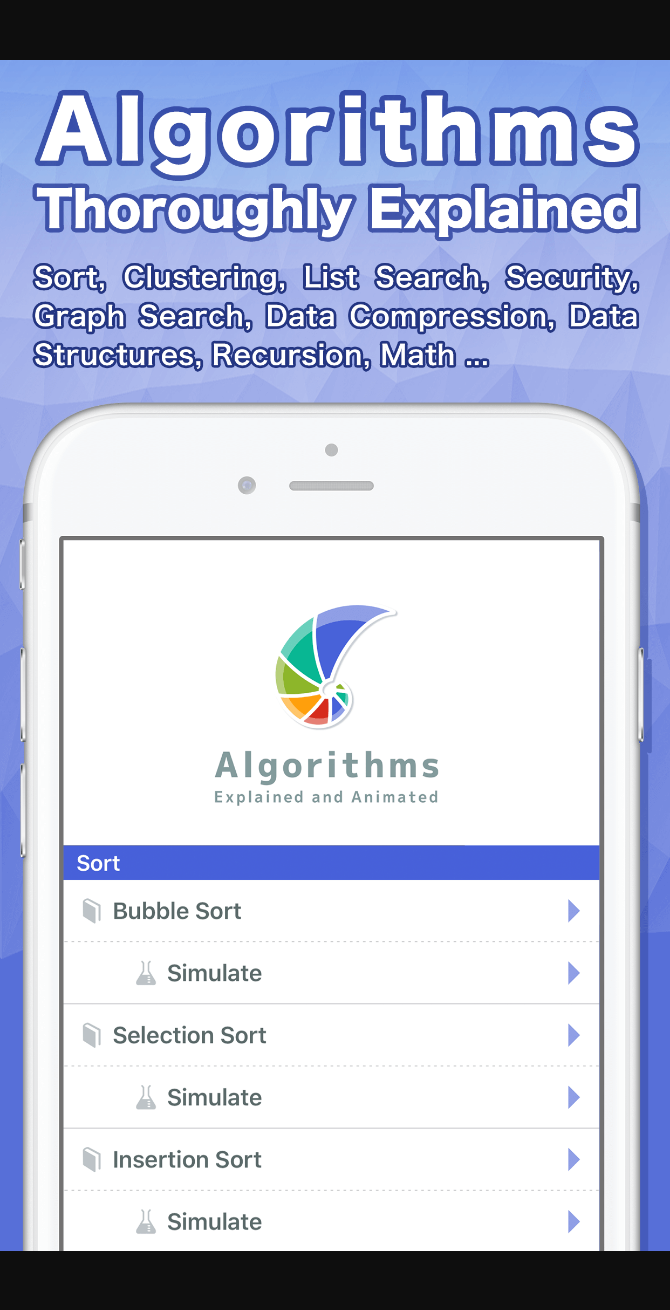 Algorithms
Thoroughly Explained
Sort, Clustering, List Search, Security,
Graph Search, Data Compression, Data
Structures, Recursion, Math ...
Algorithms
Explained and Animated
Sort
Bubble Sort
Simulate
Selection Sort
Simulate
Insertion Sort
Simulate